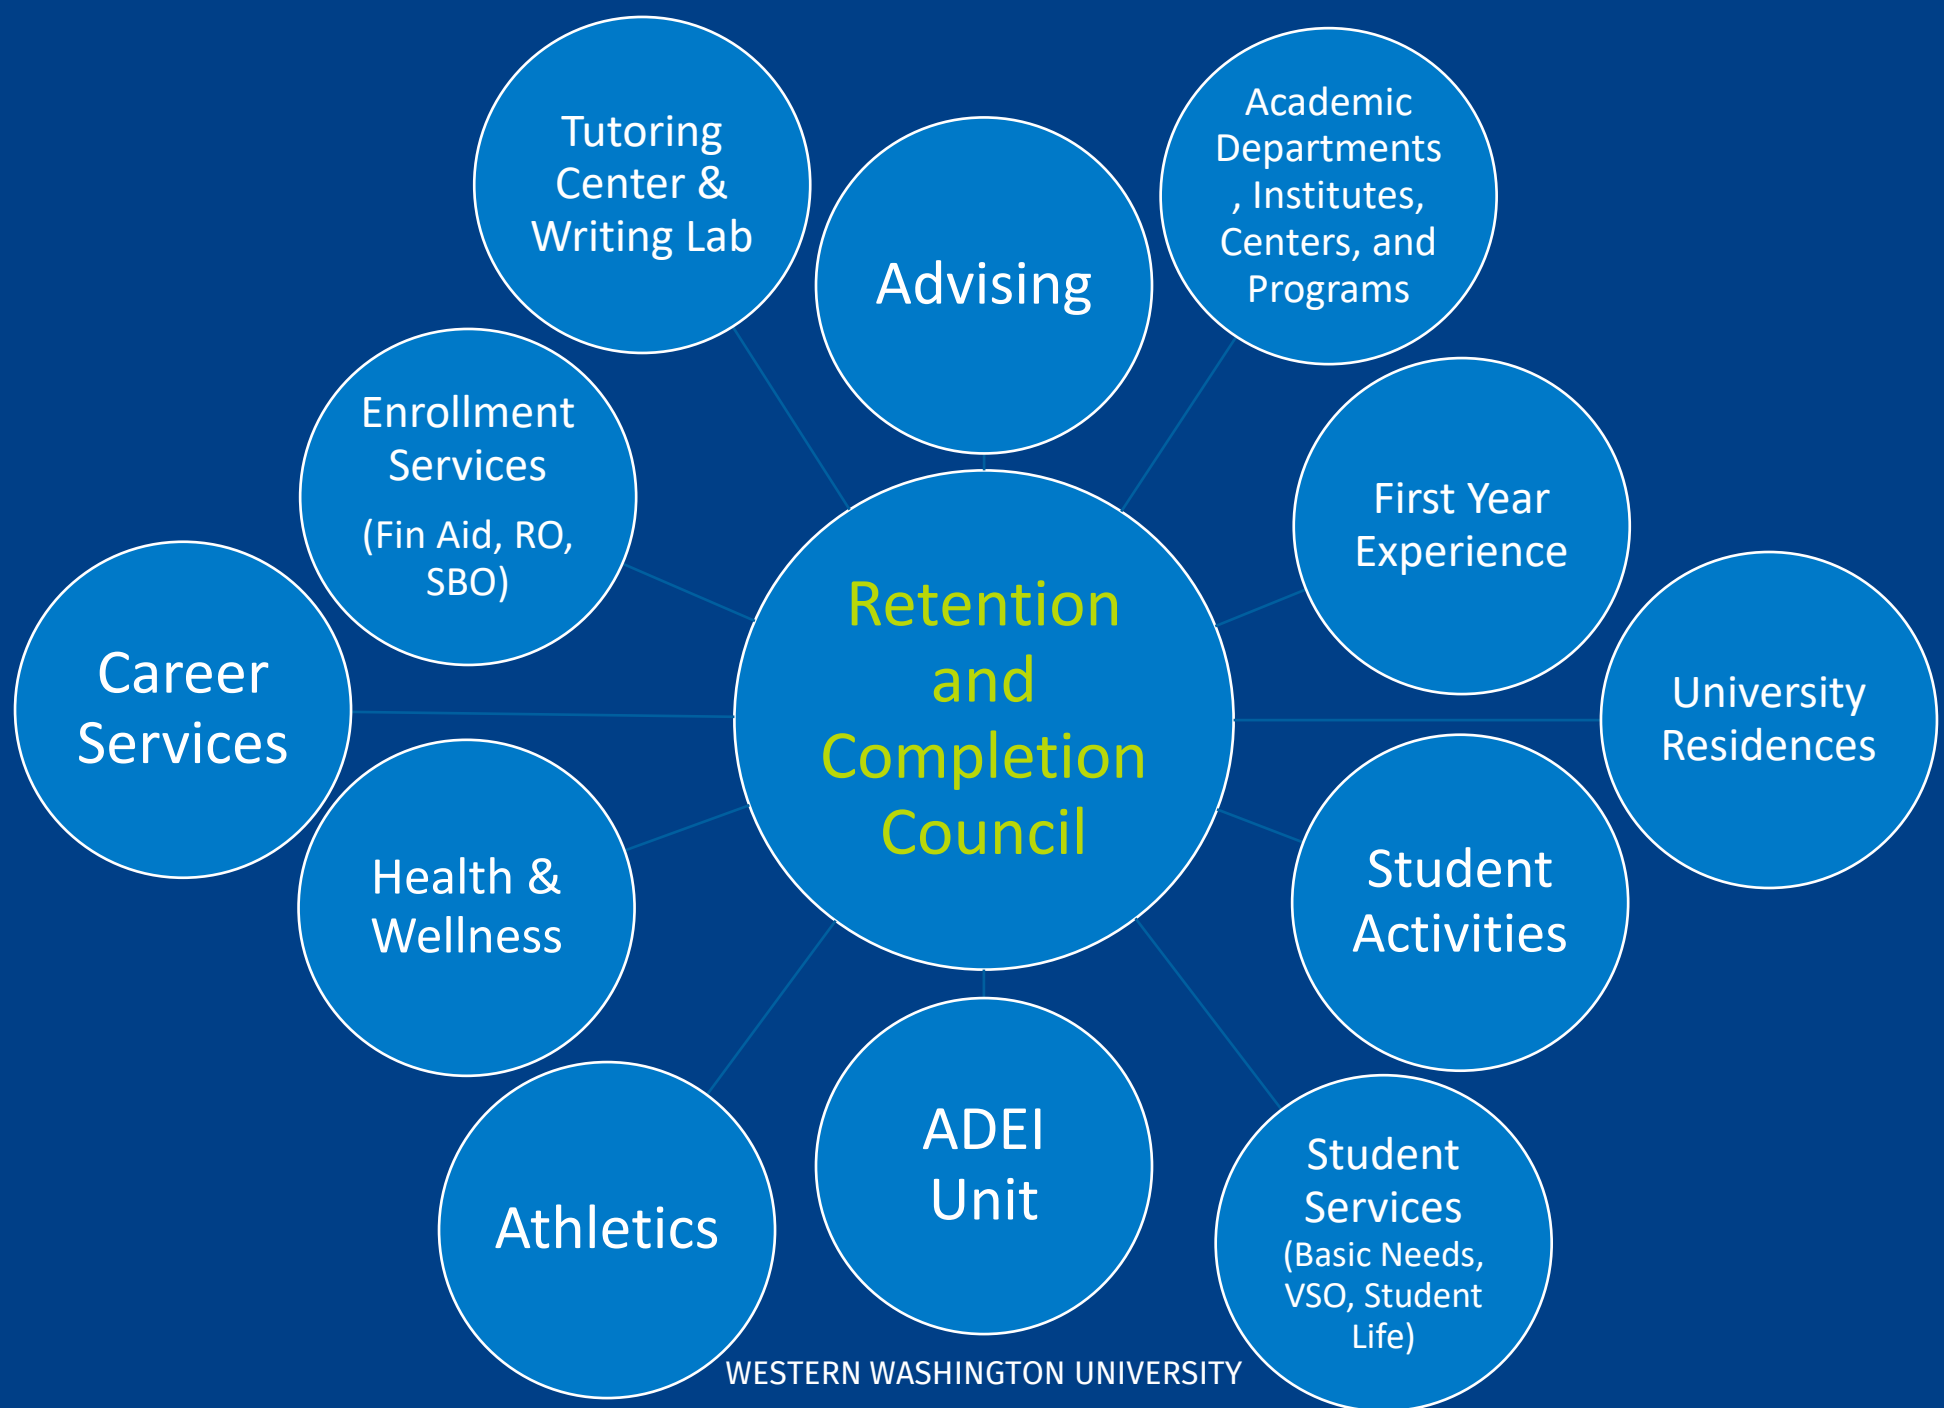 Tutoring
Center &
Writing Lab
Advising
Academic
Departments
, Institutes,
Centers, and
Programs
Enrollment
Services
(Fin Aid, RO,
SBO)
First Year
Experience
Career
Services
Retention
and
Completion
Council
University
Residences
Health &
Wellness
Student
Activities
Athletics
ADEI
Unit
Student
Services
(Basic Needs,
VSO, Student
Life)
WESTERN WASHINGTON UNIVERSITY